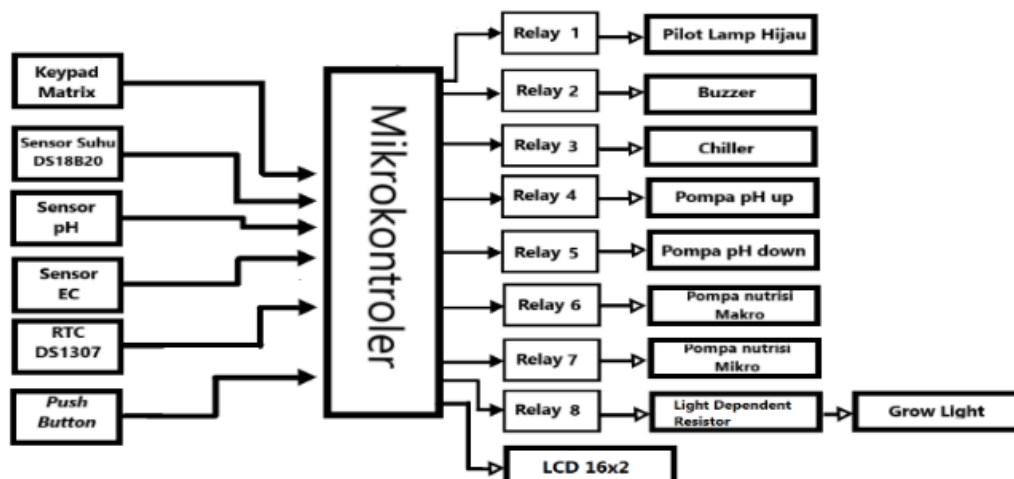 Keypad
Matrix
Sensor Suhu
DS18B20
Sensor
pH
Sensor
EC
RTC
DS1307
Push
Button
Mikrokontroler
Relay 1
Pilot Lamp Hijau
Relay 2
Buzzer
Relay 3
Chiller
Relay 4
Pompa pH up
Relay 5
Pompa pH down
Relay 6
Pompa nutrisi
Makro
Relay 7
Pompa nutrisi
Mikro
Relay 8
Light Dependent
Resistor
Grow Light
LCD 16x2